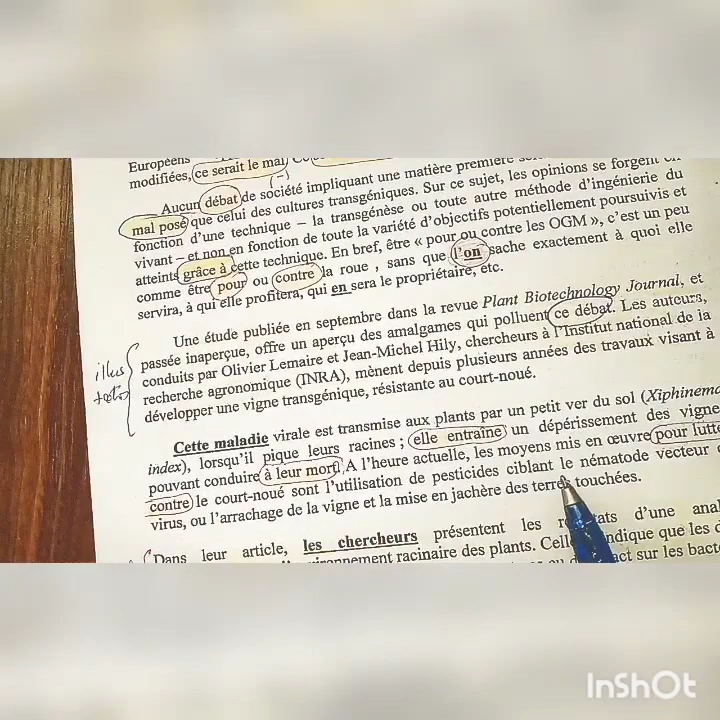 Européens
modifiées, ce serait le mal.
Aucun débat de société impliquant une matière première
mal posé que celui des cultures transgéniques. Sur ce sujet, les opinions se forgent en
fonction d'une technique – la transgénèse ou toute autre méthode d'ingénierie du
vivant – et non en fonction de toute la variété d'objectifs potentiellement poursuivis et
atteints grâce à cette technique. En bref, être « pour ou contre les OGM », c'est un peu
comme être pour ou contre la roue , sans que l'on sache exactement à quoi elle
servira, à qui elle profitera, qui en sera le propriétaire, etc.
Une étude publiée en septembre dans la revue Plant Biotechnology Journal, et
passée inaperçue, offre un aperçu des amalgames qui polluent ce débat. Les auteurs,
conduits par Olivier Lemaire et Jean-Michel Hily, chercheurs à l'Institut national de la
recherche agronomique (INRA), mènent depuis plusieurs années des travaux visant à
développer une vigne transgénique, résistante au court-noué.
Cette maladie virale est transmise aux plants par un petit ver du sol (Xiphinema
index), lorsqu'il pique leurs racines ; elle entraîne un dépérissement des vignes
pouvant conduire à leur mort. A l'heure actuelle, les moyens mis en œuvre pour lutter
contre le court-noué sont l'utilisation de pesticides ciblant le nématode vecteur
virus, ou l'arrachage de la vigne et la mise en jachère des terres touchées.
Dans leur article, les chercheurs présentent les d'une
racinaire des plants. indique que les
sur les
InShOt